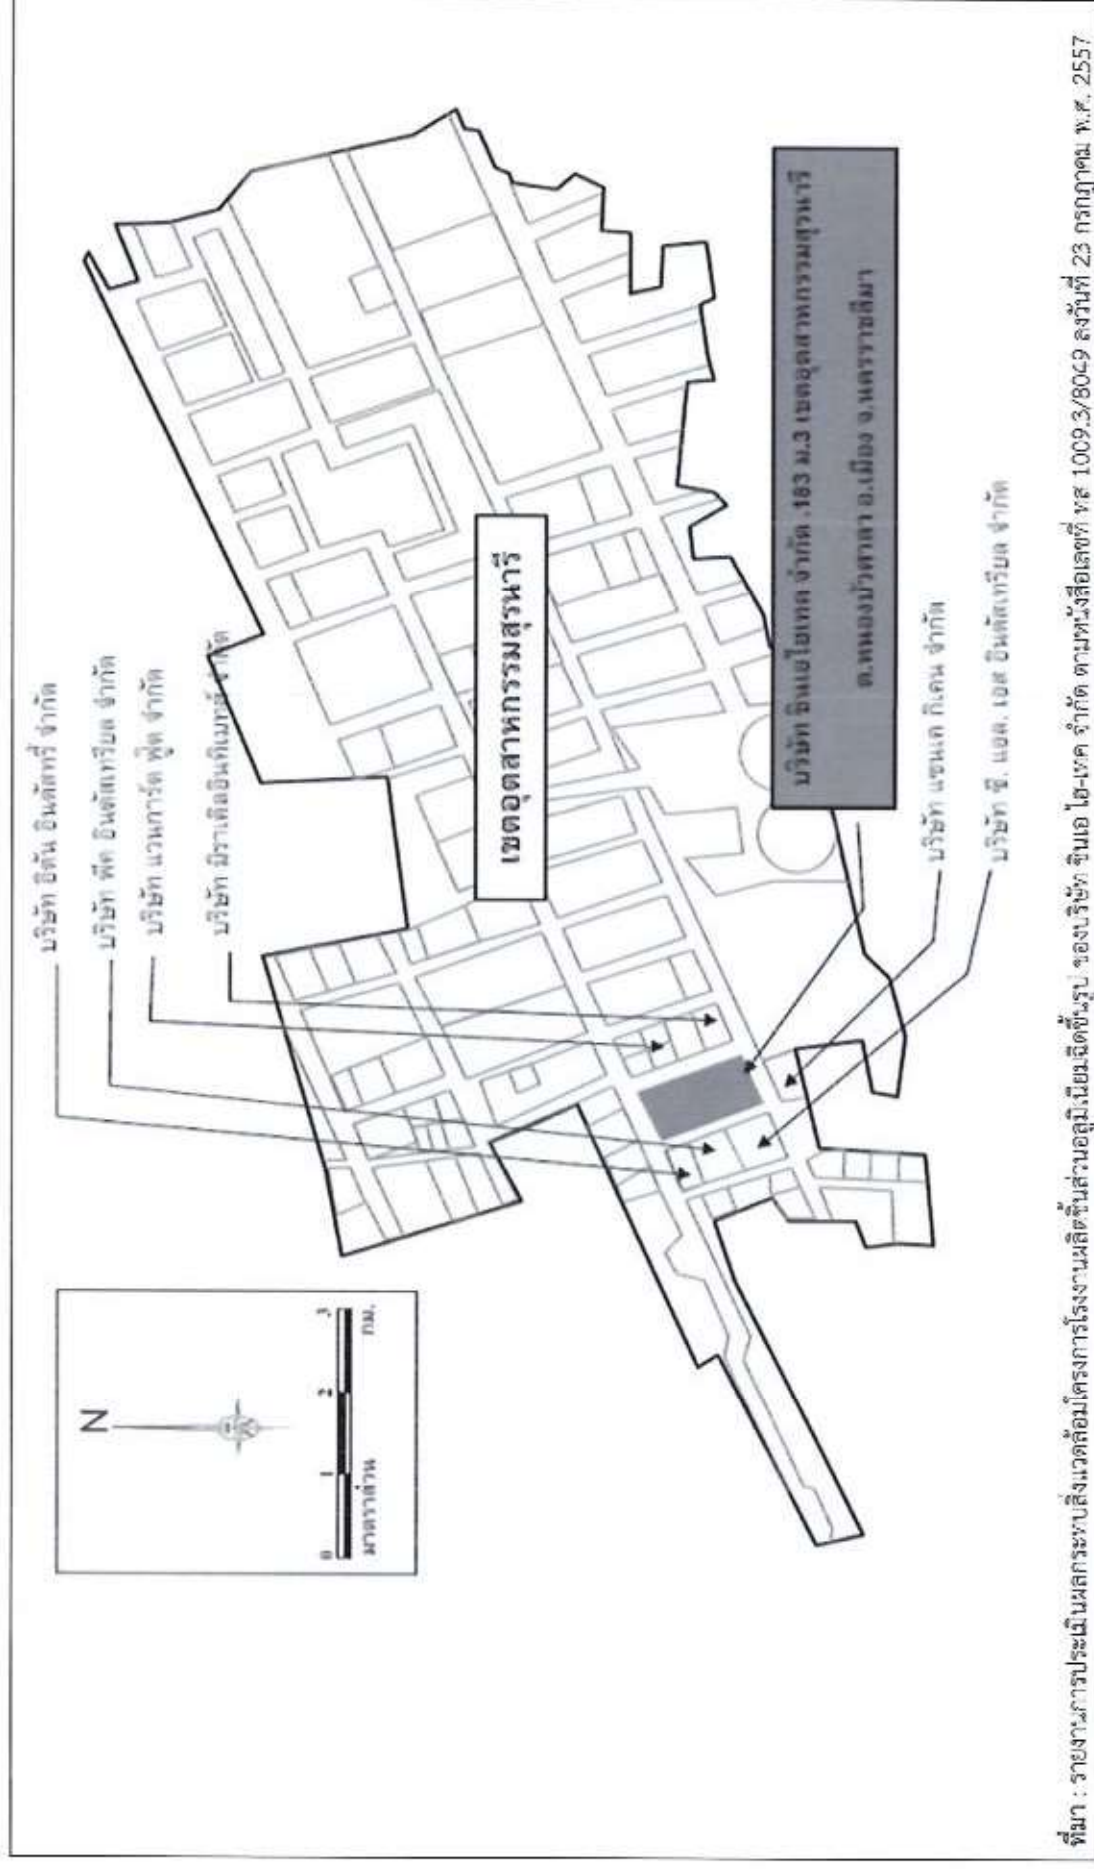 บริษัท อิตัน อินดัสทรี้ จำกัด
บริษัท พีค อินดัสเทรียล จำกัด
บริษัท แวนการ์ด ฟู้ด จำกัด
บริษัท มิราเคิลอินทิเมทส์ จำกัด
N
0 1 2 3
มาตราส่วน กม.
เขตอุตสาหกรรมสุรนารี
บริษัท ชินเอไฮเทค จำกัด .183 ม.3 เขตอุตสาหกรรมสุรนารี
ต.หนองบัวศาลา อ.เมือง จ.นครราชสีมา
บริษัท แซนเค กิเคน จำกัด
บริษัท ซี. แอล. เอส อินดัสเทรียล จำกัด
ที่มา : รายงานการประเมินผลกระทบสิ่งแวดล้อมโครงการโรงงานผลิตชิ้นส่วนอลูมิเนียมฉีดขึ้นรูป ของบริษัท ชินเอ ไฮ-เทค จำกัด ตามหนังสือเลขที่ ทส 1009.3/8049 ลงวันที่ 23 กรกฎาคม พ.ศ. 2557